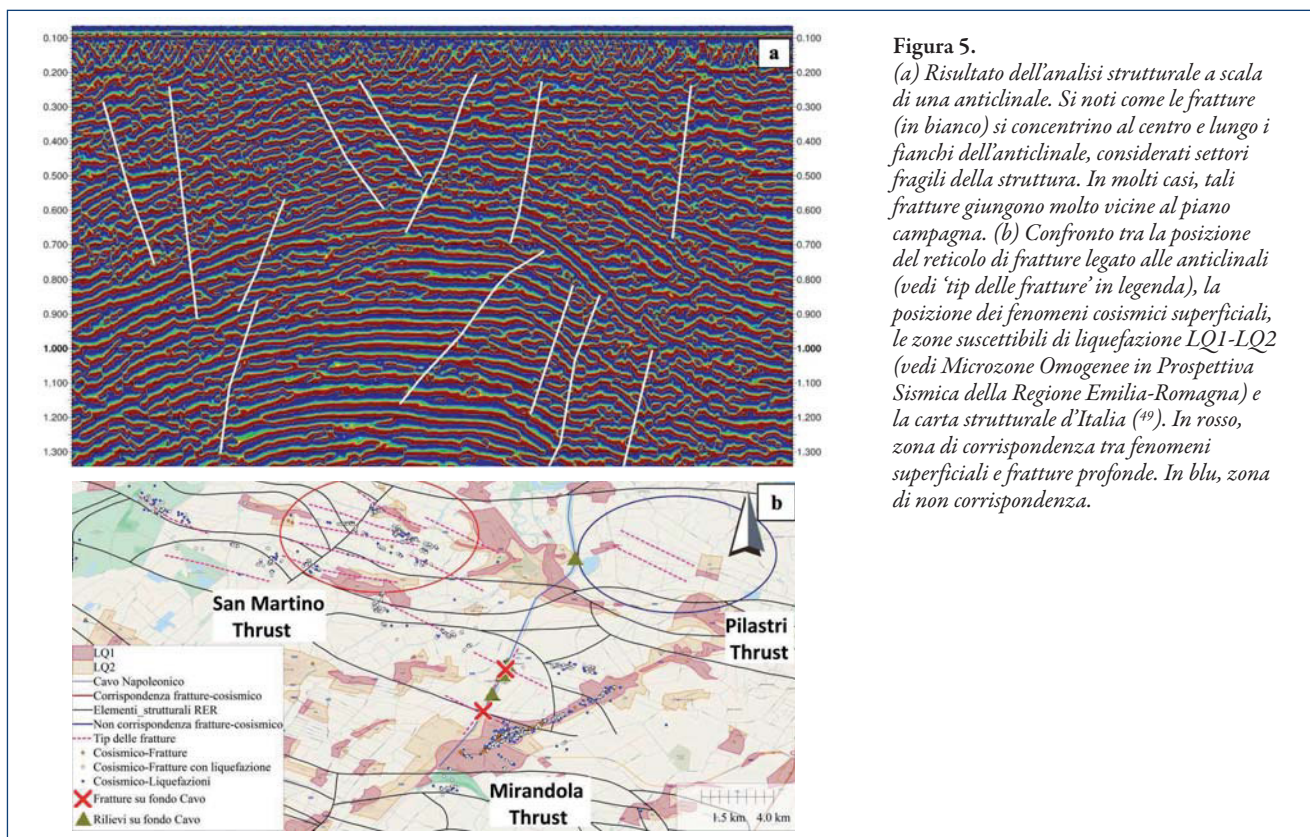 0.100
0.200
0.300
0.400
0.500
0.600
0.700
0.800
0.900
1.000
1.100
1.200
1.300
a
0.100
0.200
0.300
0.400
0.500
0.600
0.700
0.800
0.900
1.000
1.100
1.200
1.300
b
San Martino
Thrust
Pilastri
Thrust
Mirandola
Thrust
LQ1
LQ2
Cavo Napoleonico
Corrispondenza fratture-cosismico
Elementi_strutturali RER
Non corrispondenza fratture-cosismico
Tip delle fratture
Cosismico-Fratture
Cosismico-Fratture con liquefazione
Cosismico-Liquefazioni
Fratture su fondo Cavo
Rilievi su fondo Cavo
1.5 km 4.0 km
Figura 5.
(a) Risultato dell’analisi strutturale a scala
di una anticlinale. Si noti come le fratture
(in bianco) si concentrino al centro e lungo i
fianchi dell’anticlinale, considerati settori
fragili della struttura. In molti casi, tali
fratture giungono molto vicine al piano
campagna. (b) Confronto tra la posizione
del reticolo di fratture legato alle anticlinali
(vedi ‘tip delle fratture’ in legenda), la
posizione dei fenomeni cosismici superficiali,
le zone suscettibili di liquefazione LQ1-LQ2
(vedi Microzone Omogenee in Prospettiva
Sismica della Regione Emilia-Romagna) e
la carta strutturale d’Italia (⁴⁹). In rosso,
zona di corrispondenza tra fenomeni
superficiali e fratture profonde. In blu, zona
di non corrispondenza.